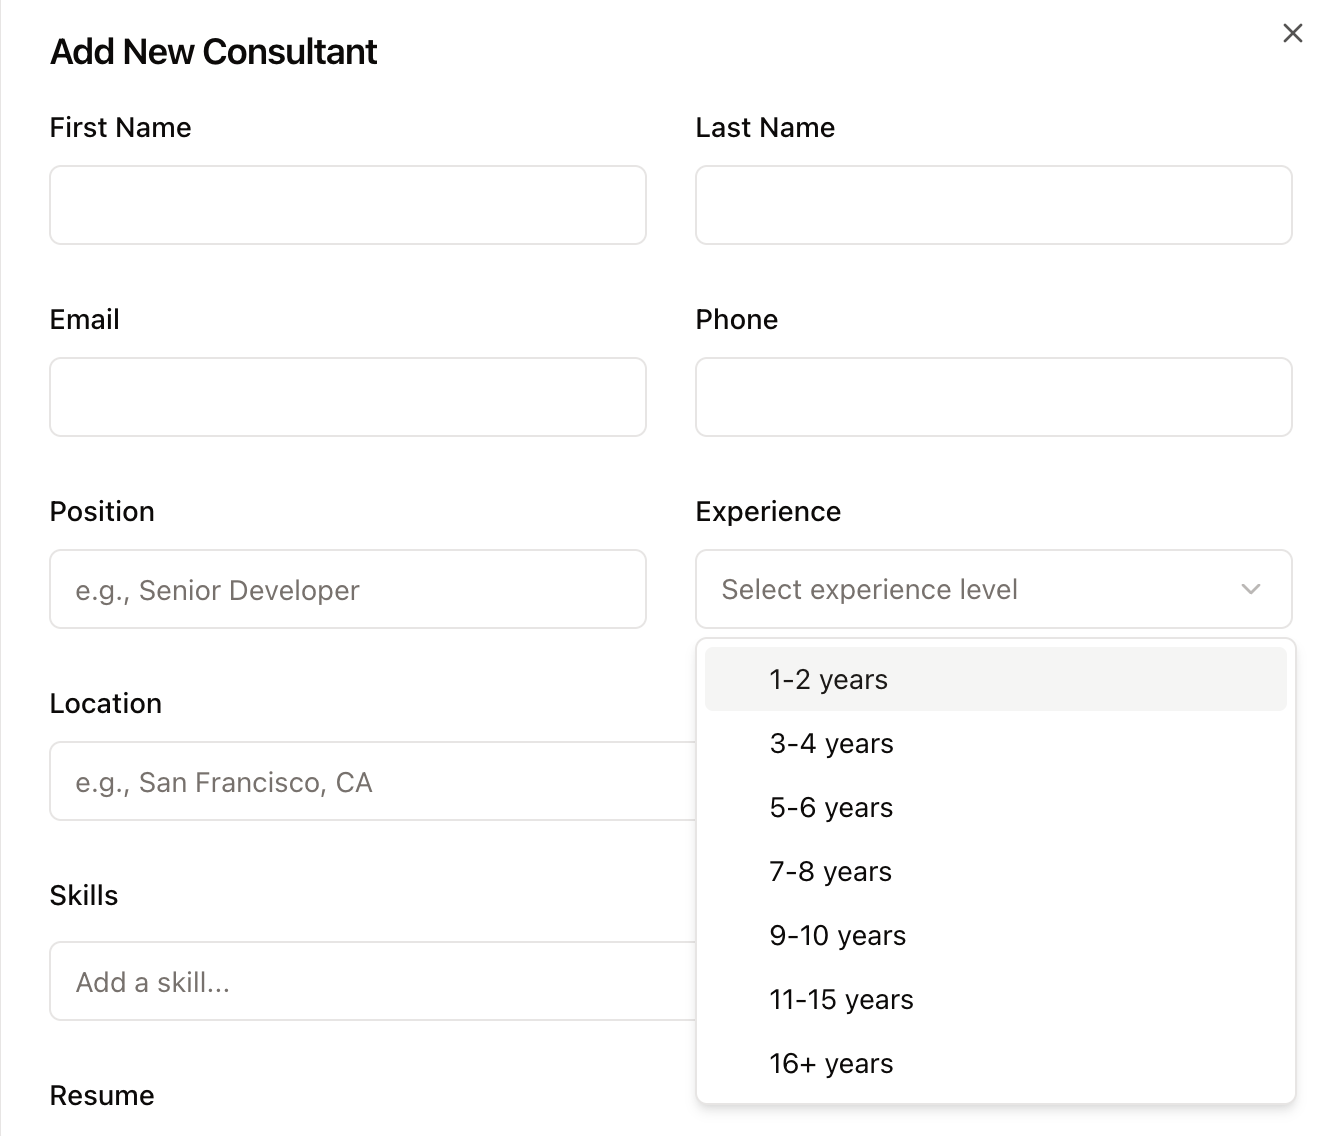 Add New Consultant
First Name
Last Name
Email
Phone
Position
Experience
e.g., Senior Developer
Select experience level
1-2 years
3-4 years
5-6 years
7-8 years
9-10 years
11-15 years
16+ years
Location
e.g., San Francisco, CA
Skills
Add a skill...
Resume